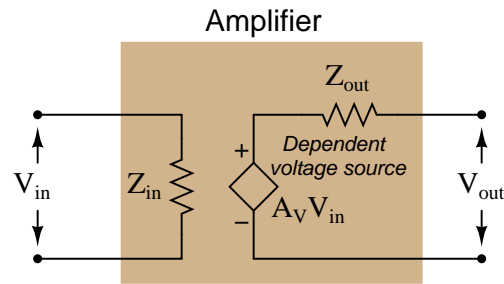 Amplifier
Zout
+
Dependent
voltage source
Vin
Zin
AVVin
Vout
−